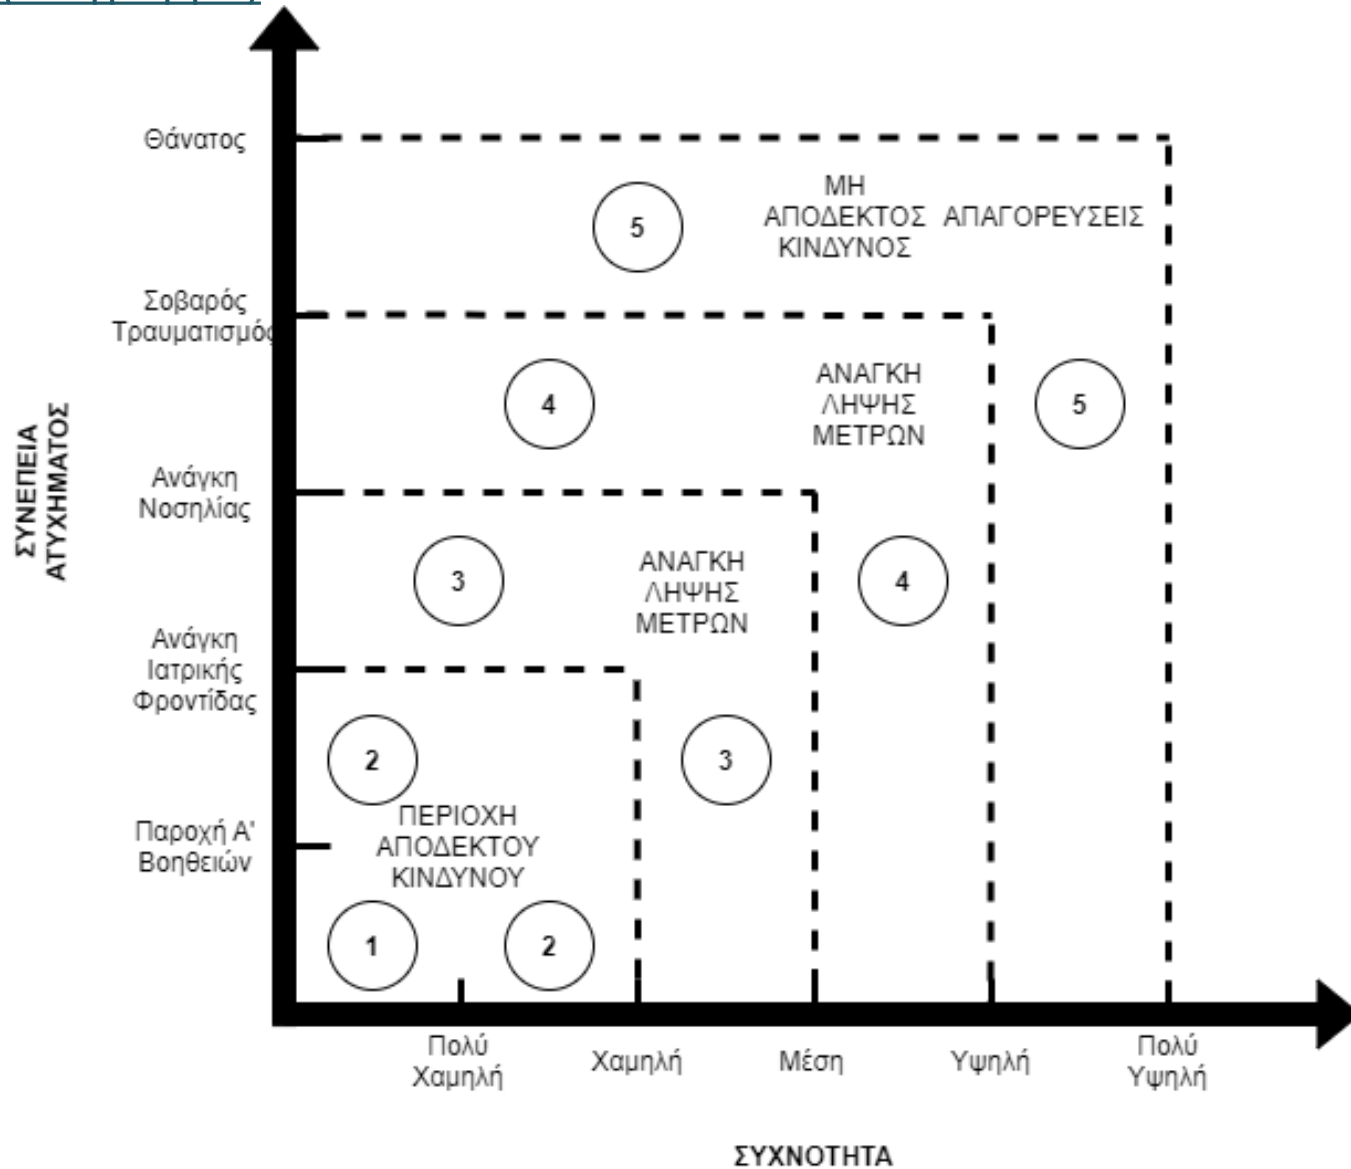 Θάνατος
ΜΗ
ΑΠΟΔΕΚΤΟΣ ΑΠΑΓΟΡΕΥΣΕΙΣ
ΚΙΝΔΥΝΟΣ
5
Σοβαρός
Τραυματισμός
ΑΝΑΓΚΗ
ΛΗΨΗΣ
ΜΕΤΡΩΝ
4
5
ΣΥΝΕΠΕΙΑ
ΑΤΥΧΗΜΑΤΟΣ
Ανάγκη
Νοσηλίας
ΑΝΑΓΚΗ
ΛΗΨΗΣ
ΜΕΤΡΩΝ
3
4
Ανάγκη
Ιατρικής
Φροντίδας
2
3
Παροχή Α'
Βοηθειών
ΠΕΡΙΟΧΗ
ΑΠΟΔΕΚΤΟΥ
ΚΙΝΔΥΝΟΥ
1
2
Πολύ
Χαμηλή
Χαμηλή
Μέση
Υψηλή
Πολύ
Υψηλή
ΣΥΧΝΟΤΗΤΑ